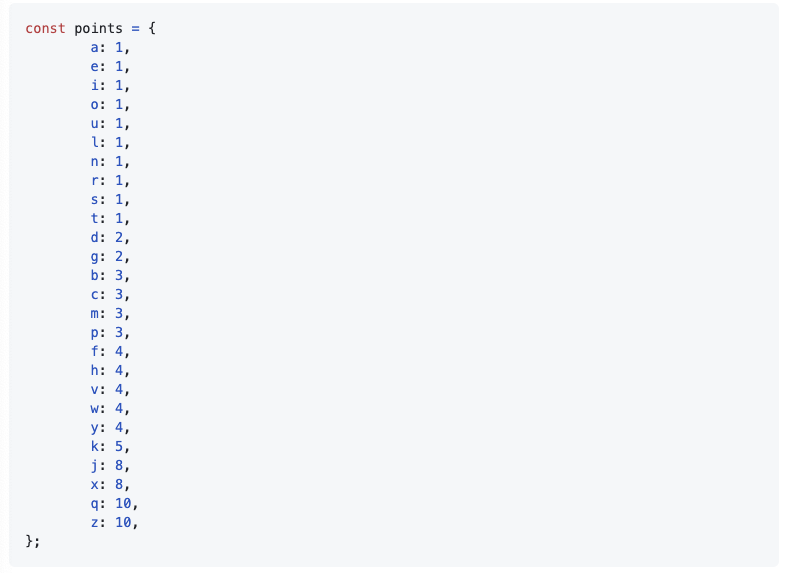 const points = {
        a: 1,
        e: 1,
        i: 1,
        o: 1,
        u: 1,
        l: 1,
        n: 1,
        r: 1,
        s: 1,
        t: 1,
        d: 2,
        g: 2,
        b: 3,
        c: 3,
        m: 3,
        p: 3,
        f: 4,
        h: 4,
        v: 4,
        w: 4,
        y: 4,
        k: 5,
        j: 8,
        x: 8,
        q: 10,
        z: 10,
};